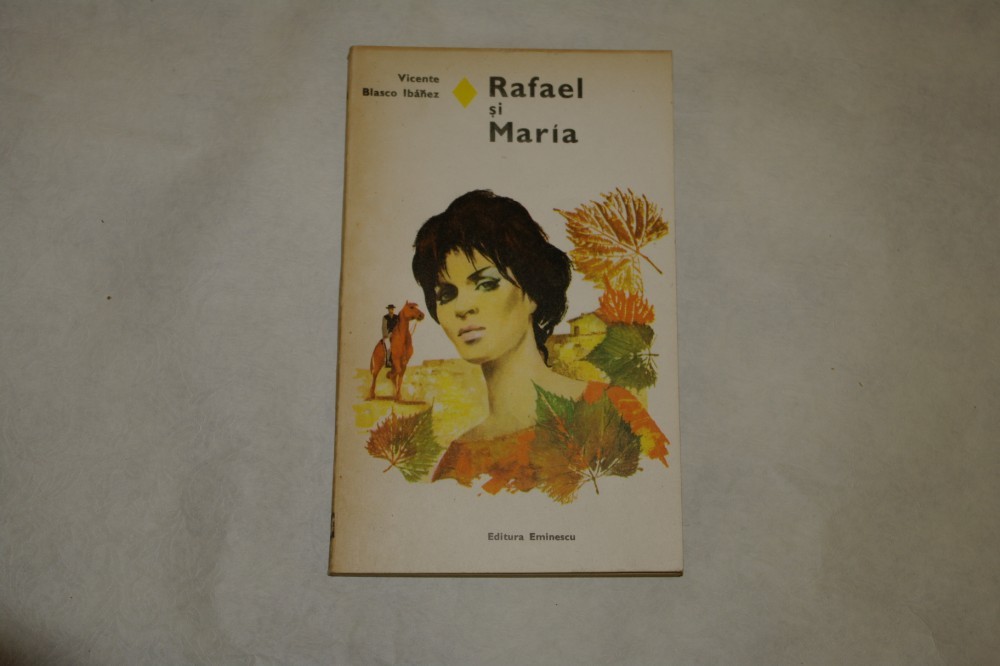 Vicente
Blasco Ibáñez
Rafael
și
María
Editura Eminescu